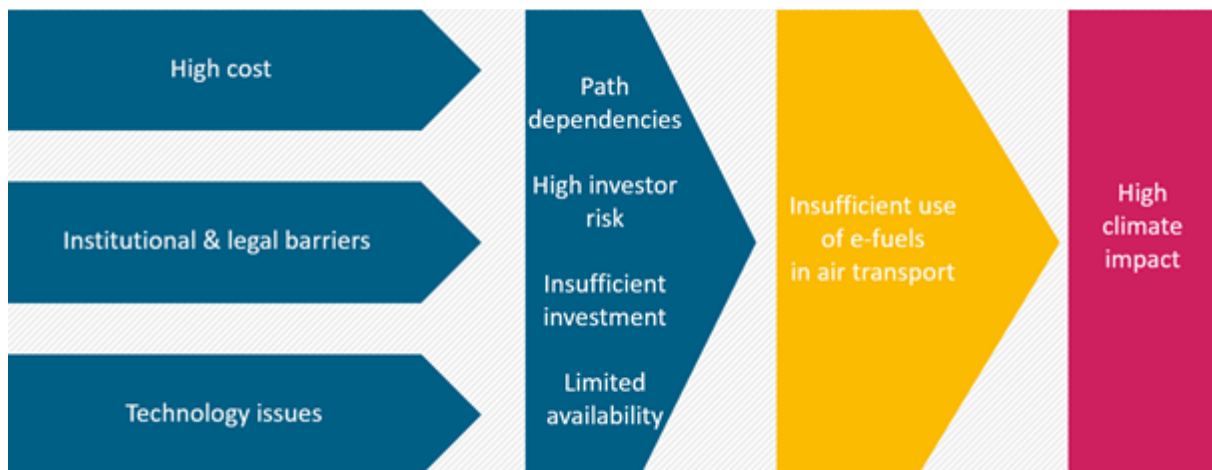 High cost
Institutional & legal barriers
Technology issues
Path
dependencies
High investor
risk
Insufficient
investment
Limited
availability
Insufficient use
of e-fuels
in air transport
High
climate
impact